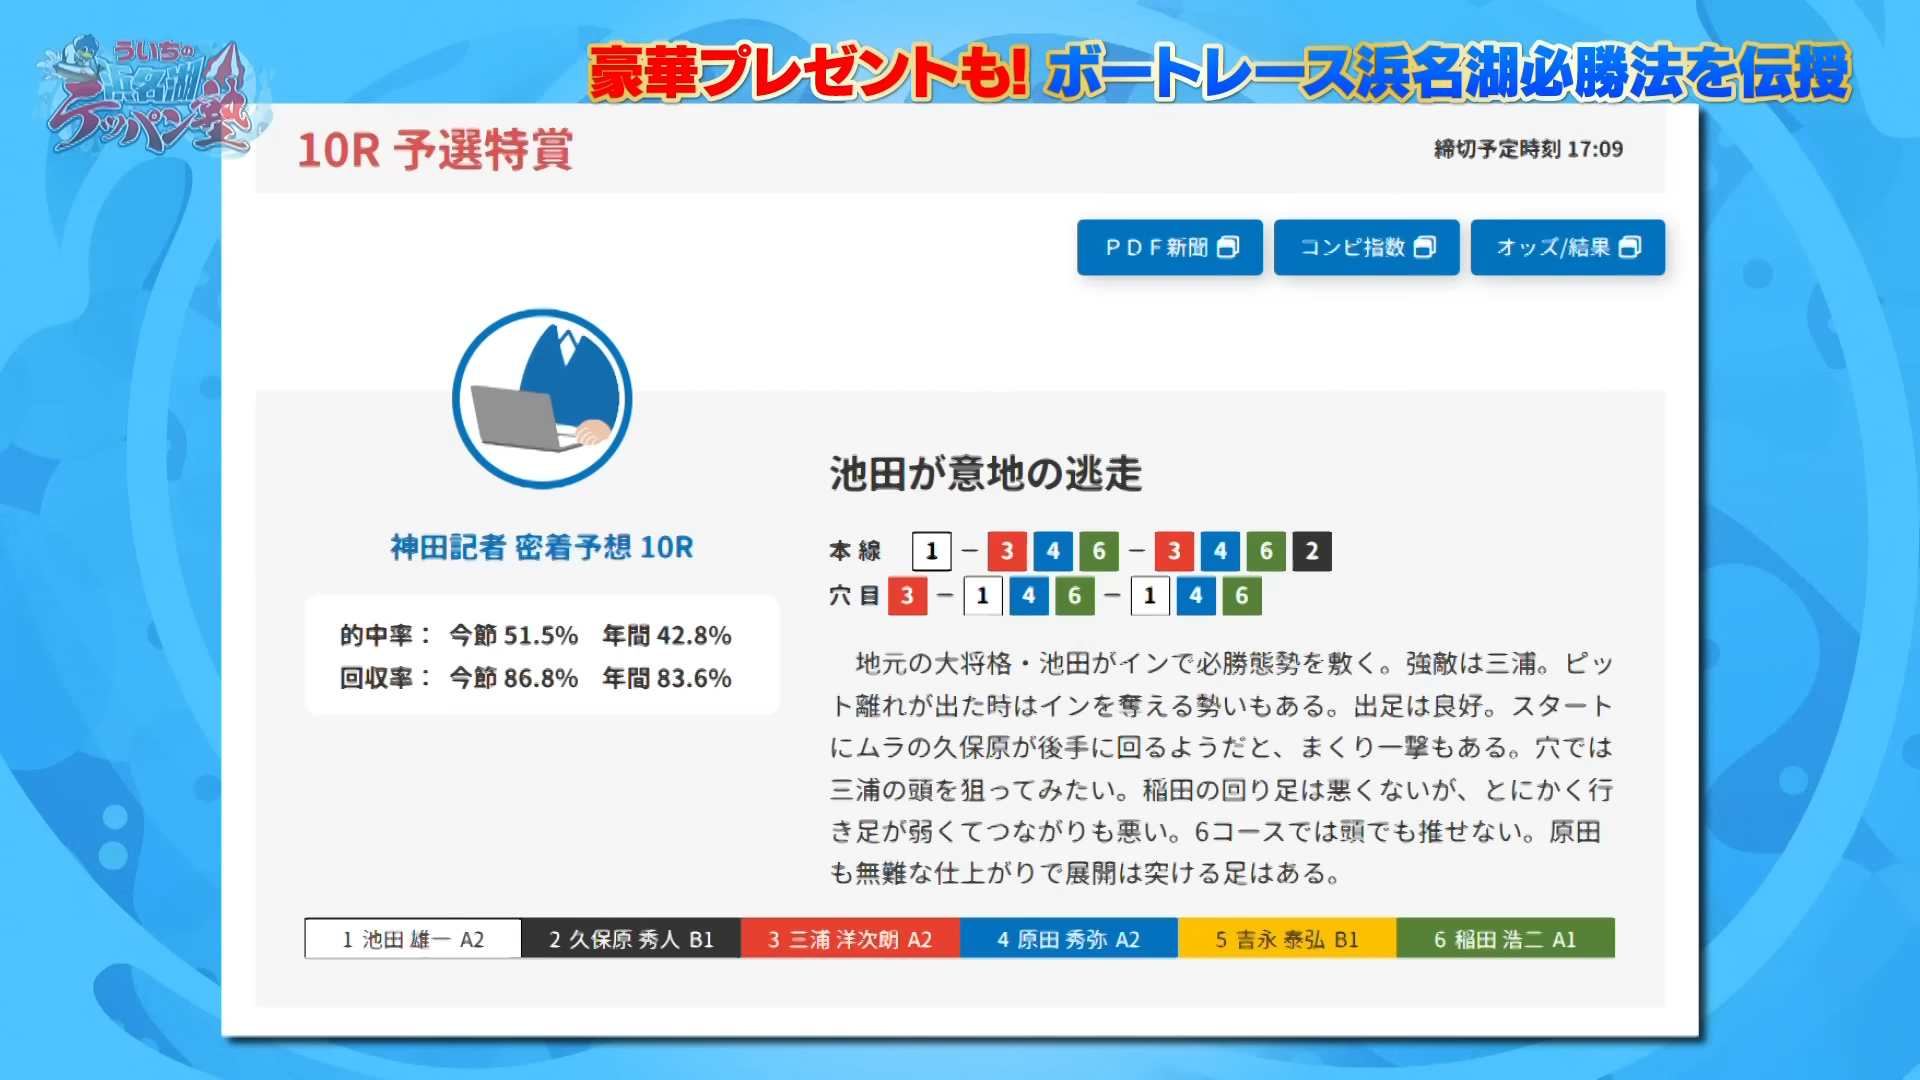 ういちの
浜名湖
テッパン塾
豪華プレゼントも!ボートレース浜名湖必勝法を伝授
10R 予選特賞
締切予定時刻 17:09
PDF新聞
コンピ指数
オッズ/結果
神田記者 密着予想 10R
的中率: 今節 51.5% 年間 42.8%
回収率: 今節 86.8% 年間 83.6%
池田が意地の逃走
本線 1-346-3462
穴目 3-146-146
地元の大将格・池田がインで必勝態勢を敷く。強敵は三浦。ピッ
ト離れが出た時はインを奪える勢いもある。出足は良好。スタート
にムラの久保原が後手に回るようだと、まくり一撃もある。穴では
三浦の頭を狙ってみたい。稲田の回り足は悪くないが、とにかく行
き足が弱くてつながりも悪い。6コースでは頭でも推せない。原田
も無難な仕上がりで展開は突ける足はある。
1 池田 雄一 A2 2 久保原 秀人 B1 3 三浦 洋次朗 A2 4 原田 秀弥 A2 5 吉永 泰弘 B1 6 稲田 浩二 A1